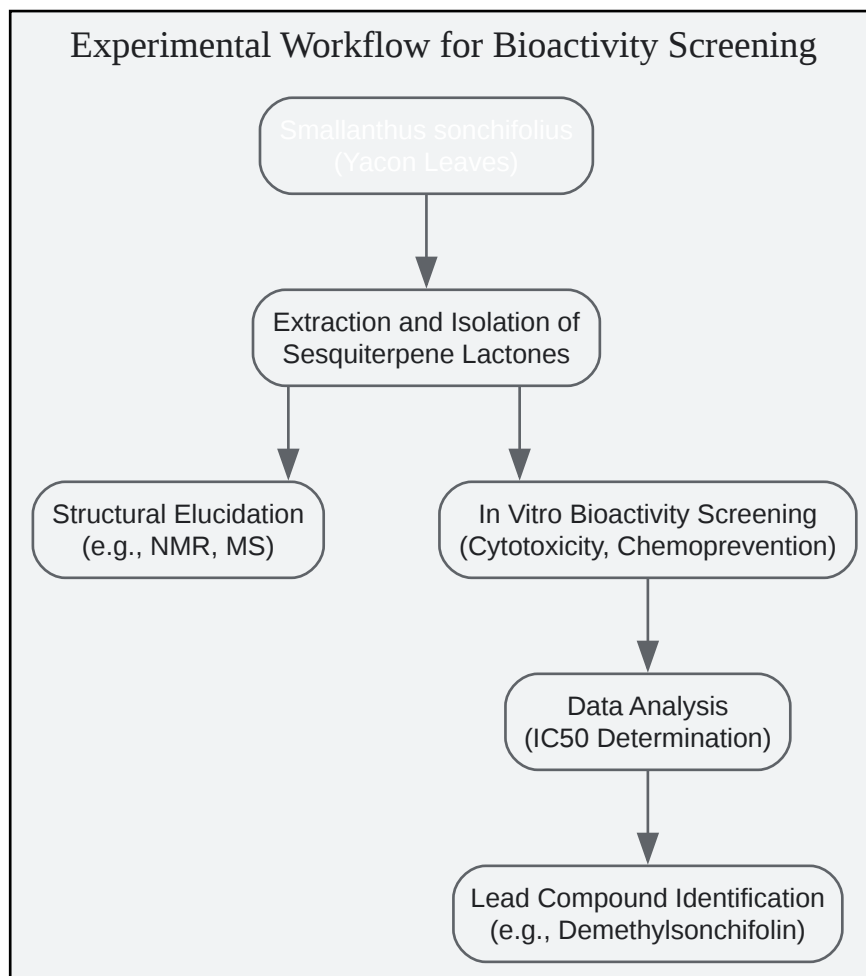 Experimental Workflow for Bioactivity Screening
Smallanthus sonchifolius
(Yacon Leaves)
Extraction and Isolation of
Sesquiterpene Lactones
Structural Elucidation
(e.g., NMR, MS)
In Vitro Bioactivity Screening
(Cytotoxicity, Chemoprevention)
Data Analysis
(IC50 Determination)
Lead Compound Identification
(e.g., Demethylsonchifolin)